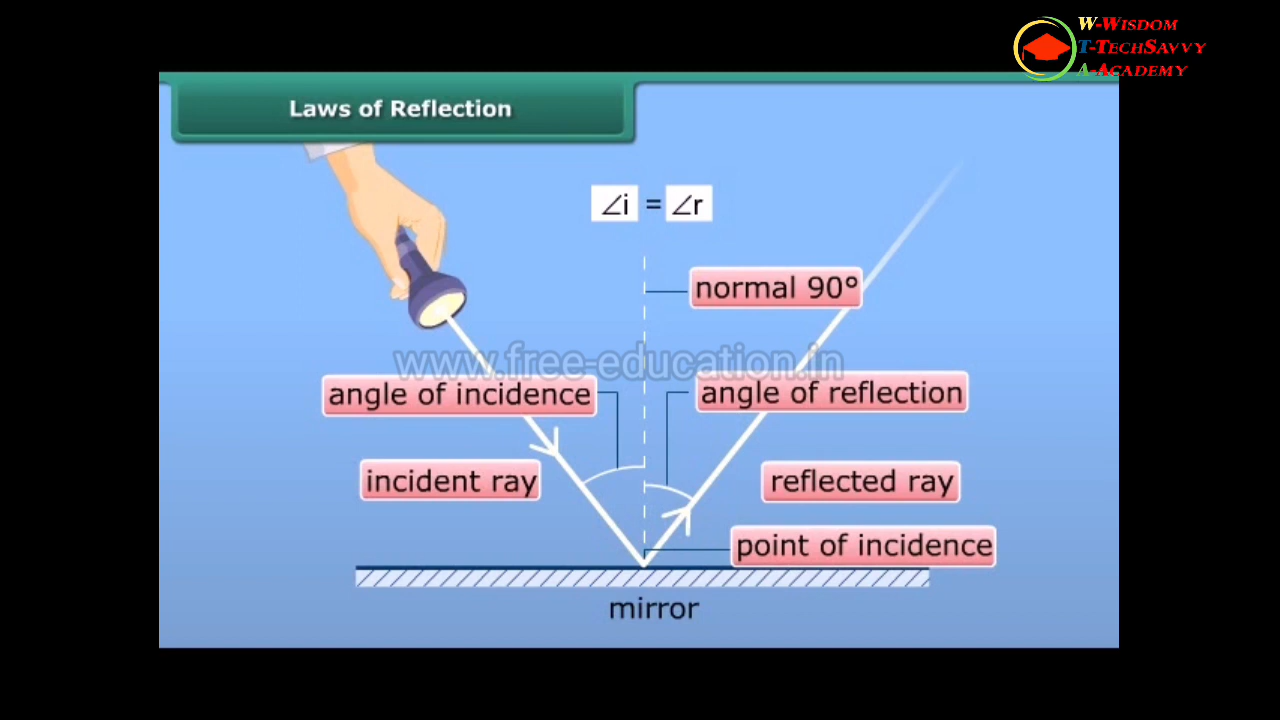 W-Wisdom
T-TechSavvy
A-Academy
Laws of Reflection
∠i = ∠r
normal 90°
www.free-education.in
angle of incidence
angle of reflection
incident ray
reflected ray
point of incidence
mirror